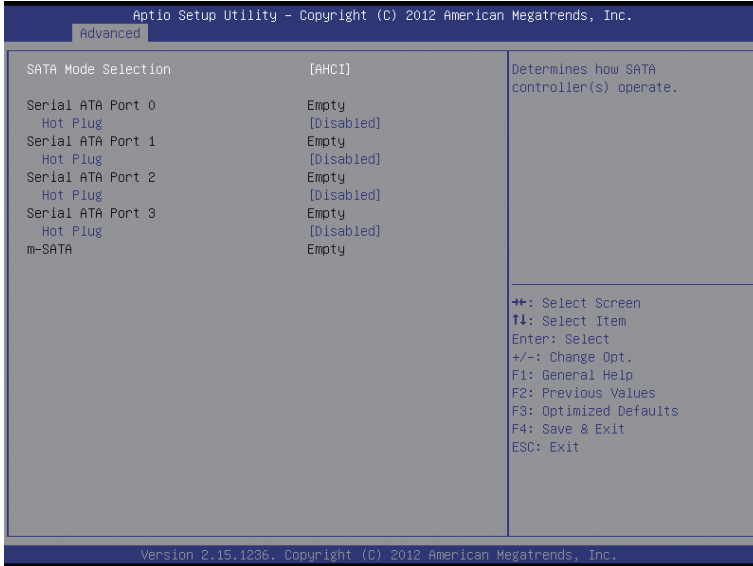 Aptio Setup Utility – Copyright (C) 2012 American Megatrends, Inc.
Advanced
SATA Mode Selection [AHCI]
Serial ATA Port 0 Empty
Hot Plug [Disabled]
Serial ATA Port 1 Empty
Hot Plug [Disabled]
Serial ATA Port 2 Empty
Hot Plug [Disabled]
Serial ATA Port 3 Empty
Hot Plug [Disabled]
m-SATA Empty
Determines how SATA
controller(s) operate.
→←: Select Screen
↑↓: Select Item
Enter: Select
+/-: Change Opt.
F1: General Help
F2: Previous Values
F3: Optimized Defaults
F4: Save & Exit
ESC: Exit
Version 2.15.1236. Copyright (C) 2012 American Megatrends, Inc.